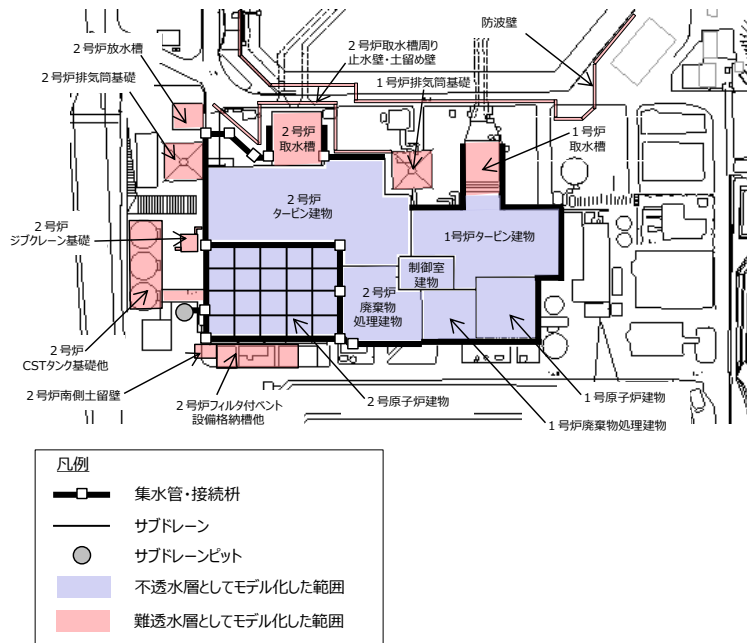 防波壁
2号炉放水槽
2号炉取水槽周り
止水壁・土留め壁
2号炉排気筒基礎
1号炉排気筒基礎
2号炉
取水槽
1号炉
取水槽
2号炉
タービン建物
2号炉
ジブクレーン基礎
1号炉タービン建物
制御室
建物
2号炉
廃棄物
処理建物
2号炉
CSTタンク基礎他
2号炉南側土留壁
2号炉フィルタ付ベント
設備格納槽他
2号原子炉建物
1号原子炉建物
1号炉廃棄物処理建物
凡例
集水管・接続枡
サブドレーン
サブドレーンピット
不透水層としてモデル化した範囲
難透水層としてモデル化した範囲